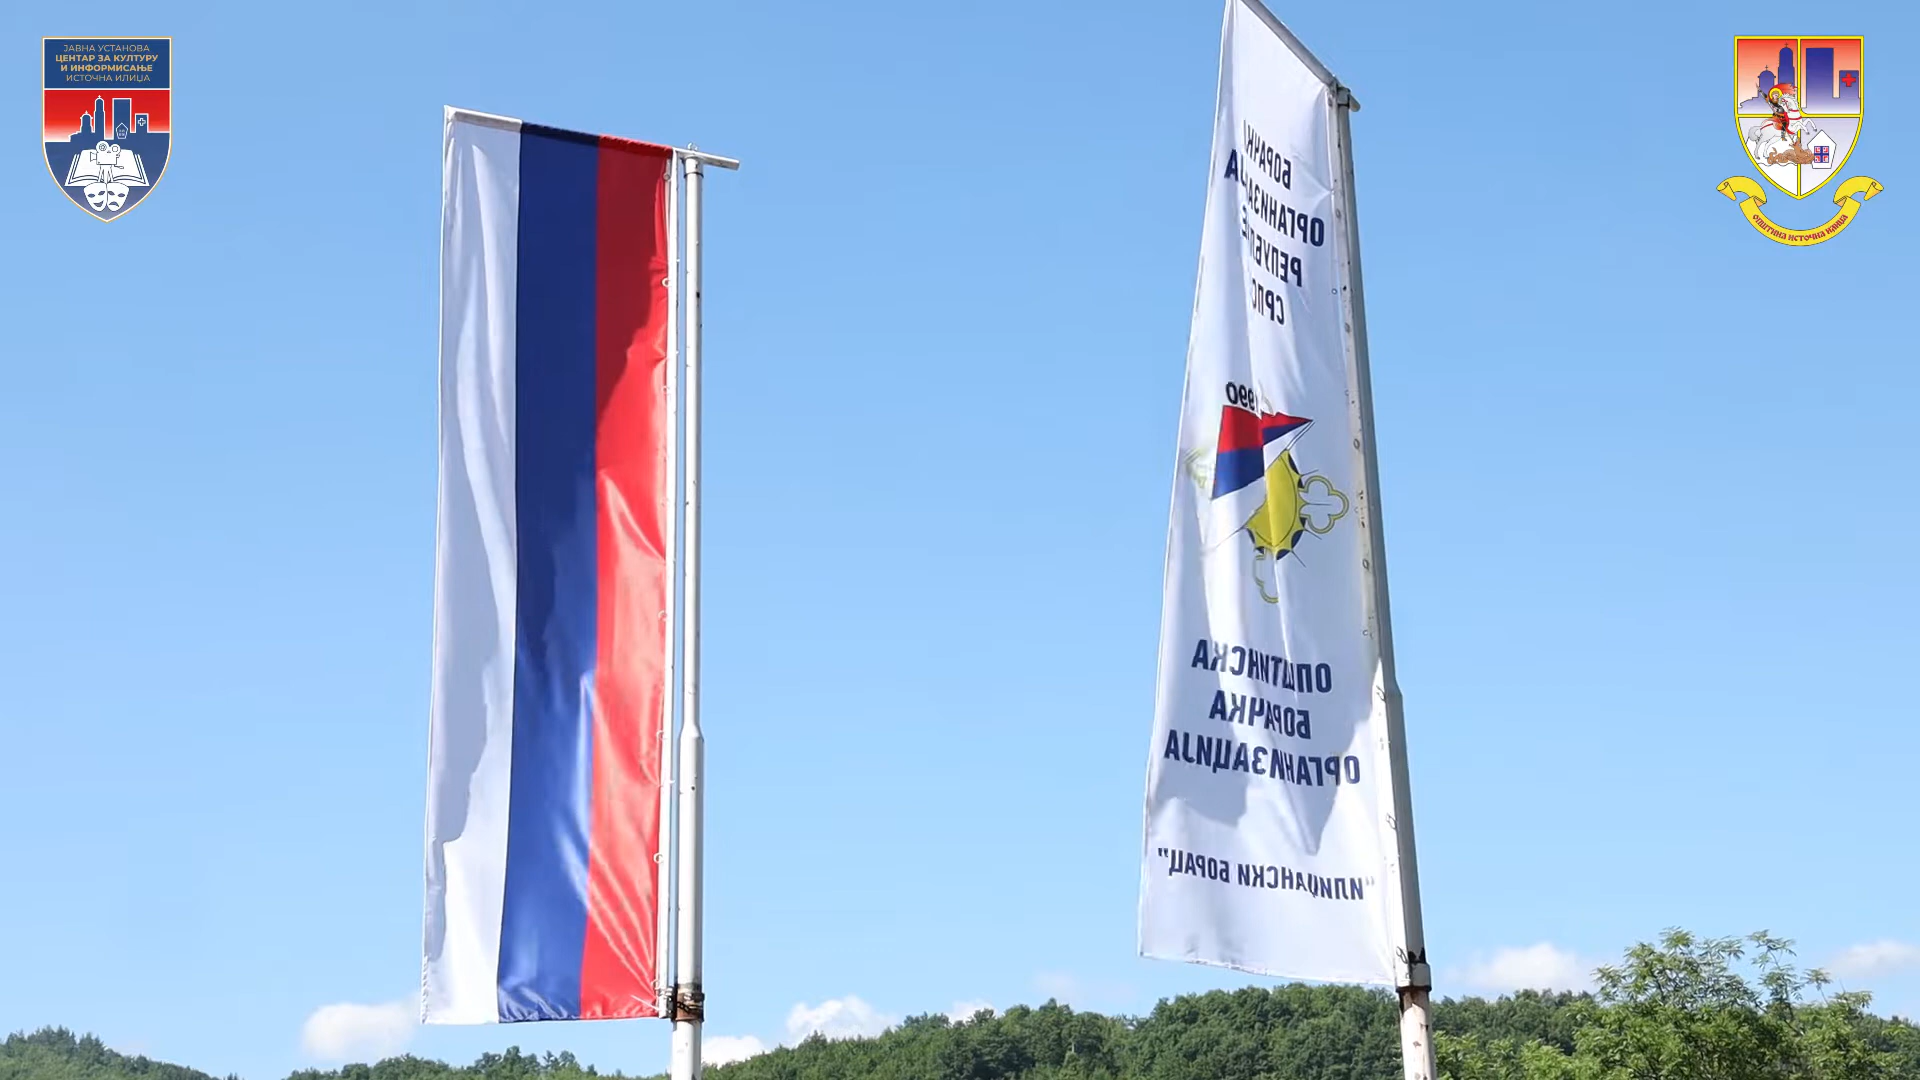 ЈАВНА УСТАНОВА
ЦЕНТАР ЗА КУЛТУРУ
И ИНФОРМИСАЊЕ
ИСТОЧНА ИЛИЏА
ОПШТИНА ИСТОЧНА ИЛИЏА
1990
ОПШТИНСКА
БОРАЧКА
ОРГАНИЗАЦИЈА
"ИЛИЏАНСКИ БОРАЦ"